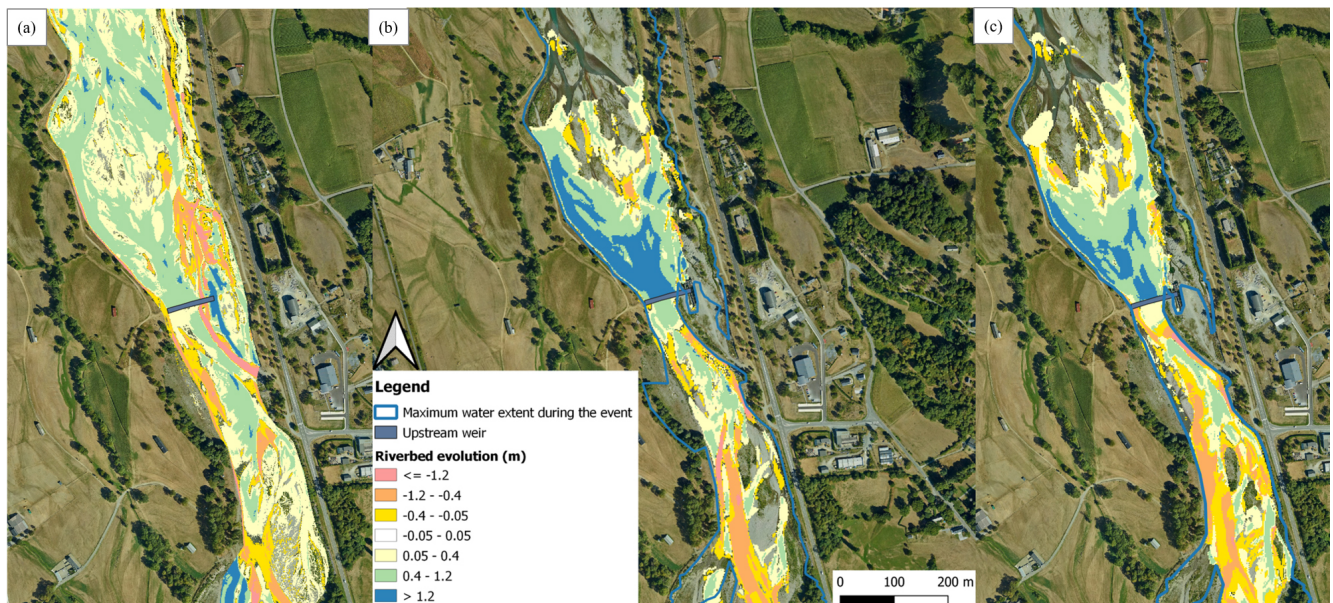 (a)
(b)
(c)
Legend
Maximum water extent during the event
Upstream weir
Riverbed evolution (m)
<= -1.2
-1.2 - -0.4
-0.4 - -0.05
-0.05 - 0.05
0.05 - 0.4
0.4 - 1.2
> 1.2
0 100 200 m